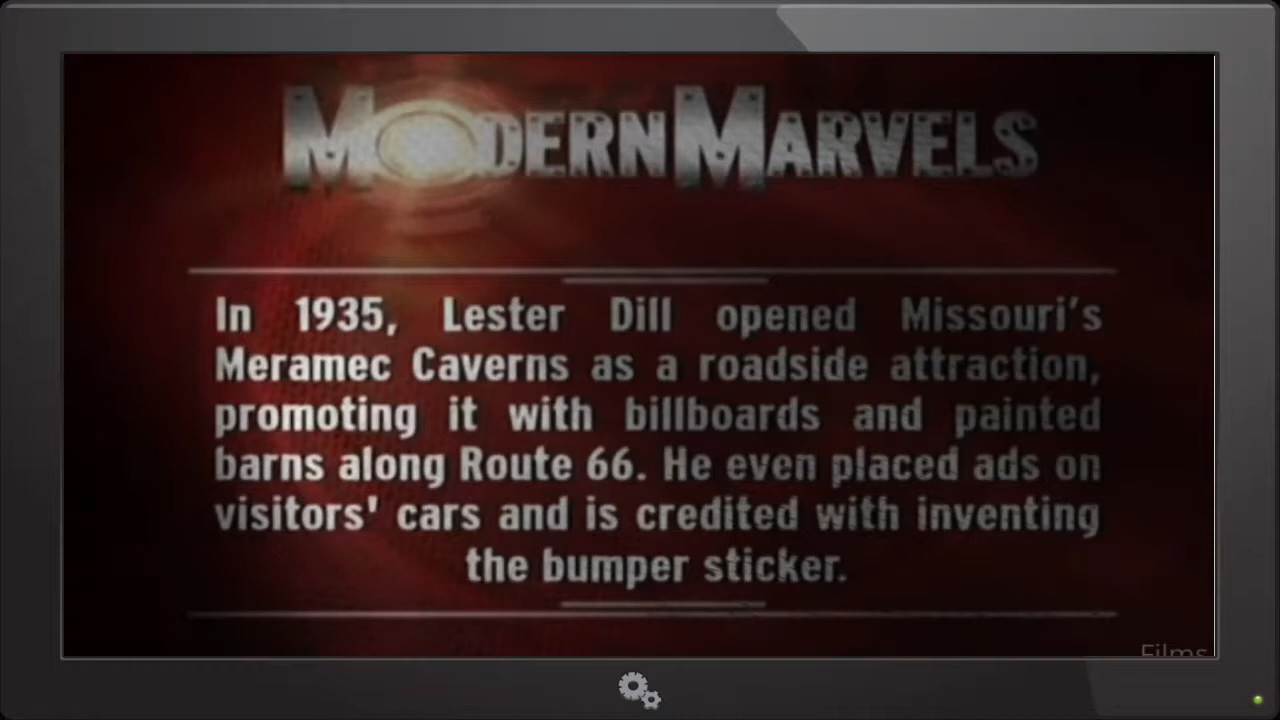 MODERN MARVELS
In 1935, Lester Dill opened Missouri's
Meramec Caverns as a roadside attraction,
promoting it with billboards and painted
barns along Route 66. He even placed ads on
visitors' cars and is credited with inventing
the bumper sticker.
Films